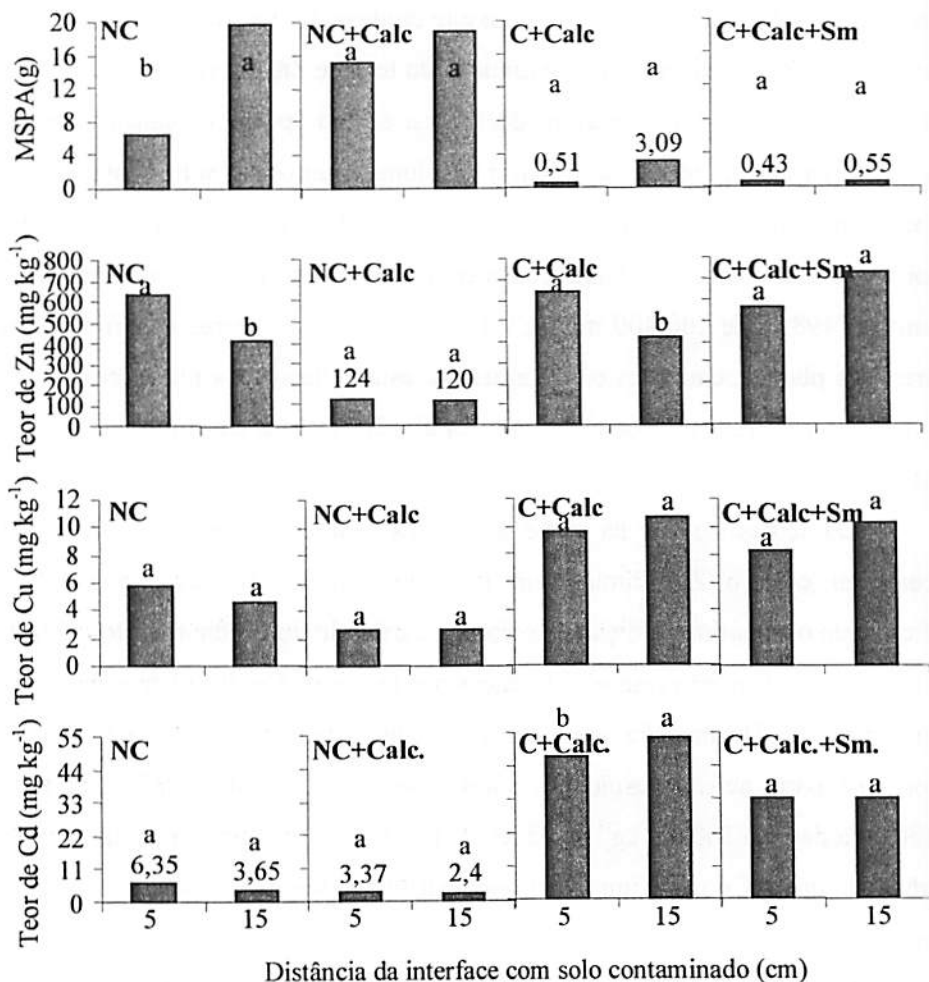 NC NC+Calc C+Calc C+Calc+Sm
MSPA(g)
20
16
12
8
4
0
b a a a a a a a
0,51 3,09 0,43 0,55
NC NC+Calc C+Calc C+Calc+Sm
Teor de Zn (mg kg-1)
800
700
600
500
400
300
200
100
0
a b a a a b a a
124 120
NC NC+Calc C+Calc C+Calc+Sm
Teor de Cu (mg kg-1)
12
10
8
6
4
2
0
a a a a a a a a
NC NC+Calc. C+Calc. C+Calc.+Sm.
Teor de Cd (mg kg-1)
55
44
33
22
11
0
a a a a b a a a
6,35 3,65 3,37 2,4
5 15 5 15 5 15 5 15
Distância da interface com solo contaminado (cm)